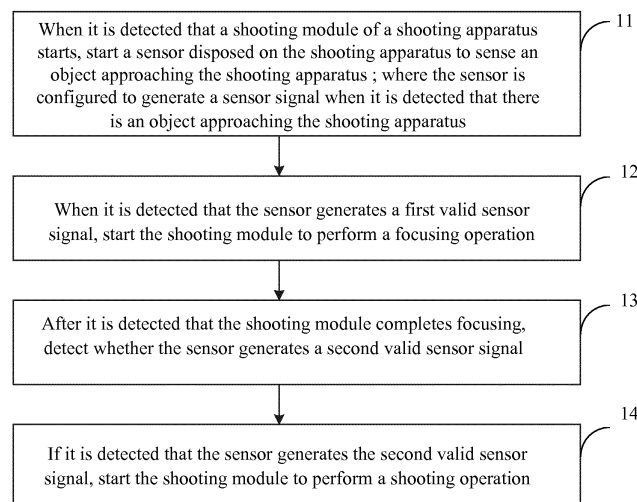 When it is detected that a shooting module of a shooting apparatus
starts, start a sensor disposed on the shooting apparatus to sense an
object approaching the shooting apparatus ; where the sensor is
configured to generate a sensor signal when it is detected that there
is an object approaching the shooting apparatus
11
When it is detected that the sensor generates a first valid sensor
signal, start the shooting module to perform a focusing operation
12
After it is detected that the shooting module completes focusing,
detect whether the sensor generates a second valid sensor signal
13
If it is detected that the sensor generates the second valid sensor
signal, start the shooting module to perform a shooting operation
14